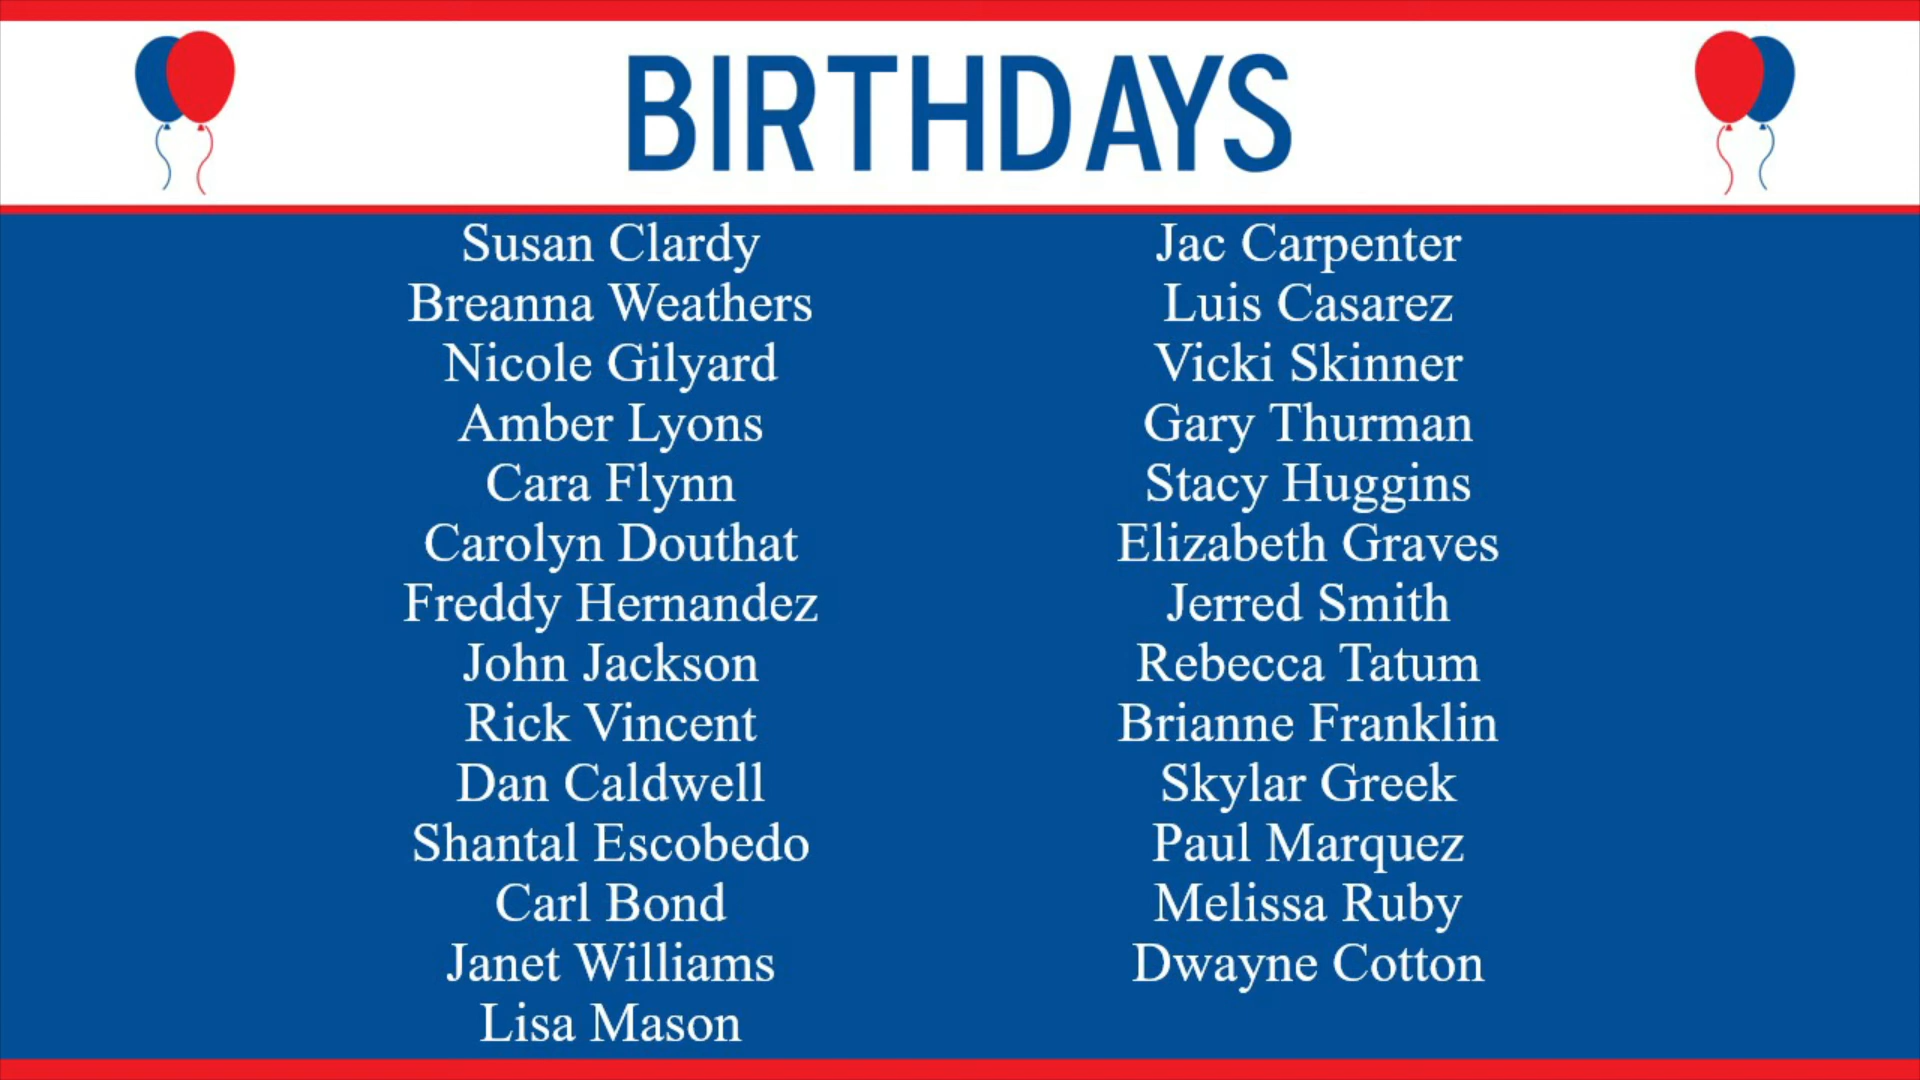 BIRTHDAYS
Susan Clardy
Breanna Weathers
Nicole Gilyard
Amber Lyons
Cara Flynn
Carolyn Douthat
Freddy Hernandez
John Jackson
Rick Vincent
Dan Caldwell
Shantal Escobedo
Carl Bond
Janet Williams
Lisa Mason
Jac Carpenter
Luis Casarez
Vicki Skinner
Gary Thurman
Stacy Huggins
Elizabeth Graves
Jerred Smith
Rebecca Tatum
Brianne Franklin
Skylar Greek
Paul Marquez
Melissa Ruby
Dwayne Cotton